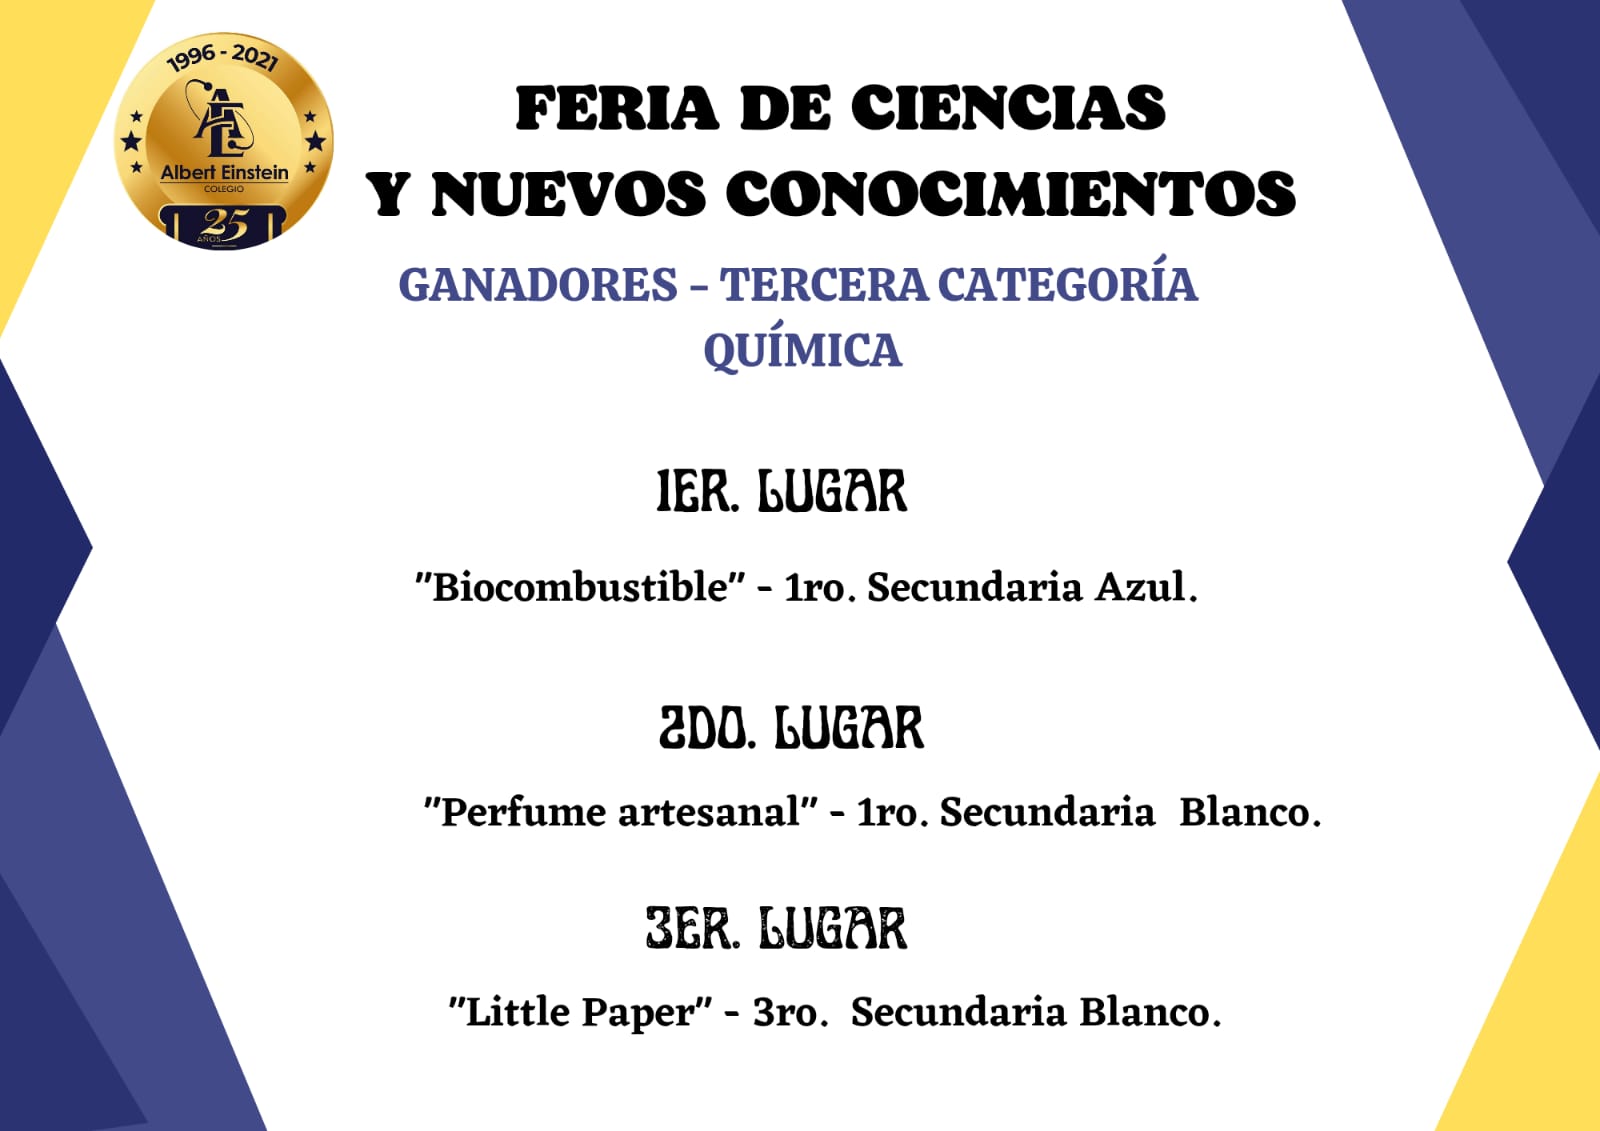 1996 - 2021
AE
Albert Einstein
COLEGIO
25
AÑOS
FERIA DE CIENCIAS
Y NUEVOS CONOCIMIENTOS
GANADORES - TERCERA CATEGORÍA
QUÍMICA
1ER. LUGAR
"Biocombustible" - 1ro. Secundaria Azul.
2DO. LUGAR
"Perfume artesanal" - 1ro. Secundaria Blanco.
3ER. LUGAR
"Little Paper" - 3ro. Secundaria Blanco.